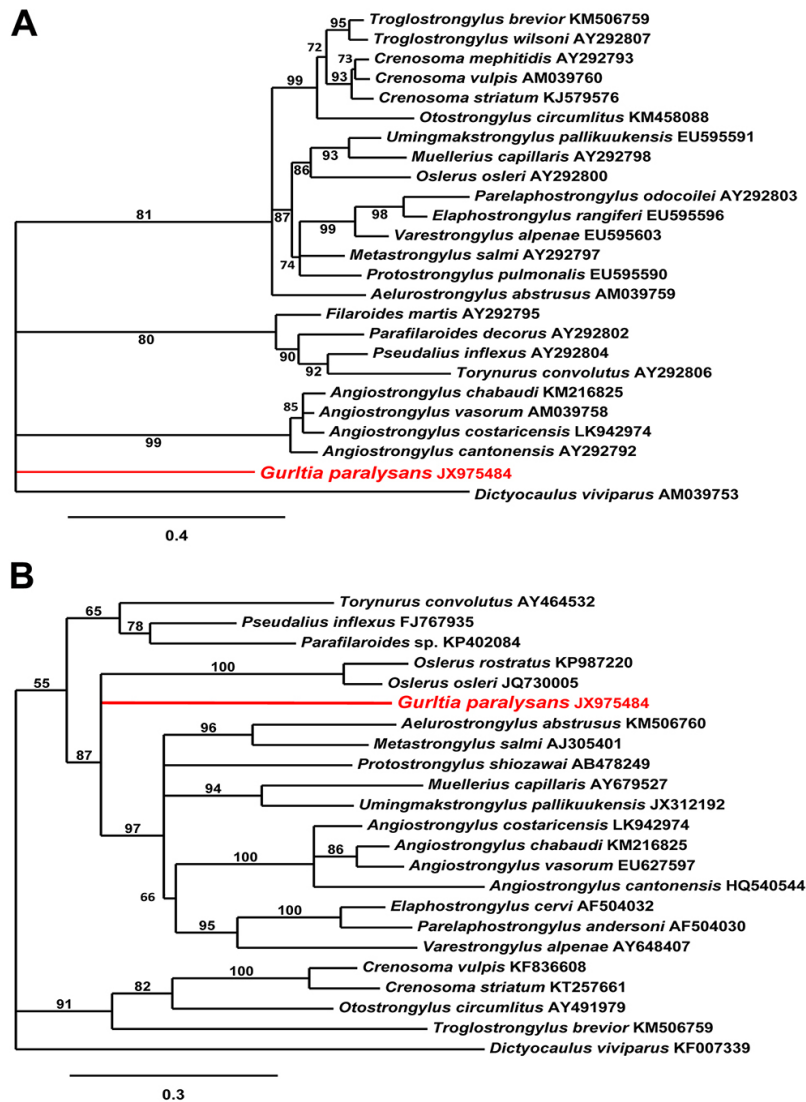 A
Troglostrongylus brevior KM506759
95
Troglostrongylus wilsoni AY292807
72
Crenosoma mephitidis AY292793
73
Crenosoma vulpis AM039760
93
99
Crenosoma striatum KJ579576
Otostrongylus circumlitus KM458088
Umingmakstrongylus pallikuukensis EU595591
93
Muellerius capillaris AY292798
86
Oslerus osleri AY292800
Parelaphostrongylus odocoilei AY292803
98
81
87
Elaphostrongylus rangiferi EU595596
99
Varestrongylus alpenae EU595603
Metastrongylus salmi AY292797
74
Protostrongylus pulmonalis EU595590
Aelurostrongylus abstrusus AM039759
Filaroides martis AY292795
80
Parafilaroides decorus AY292802
90
Pseudalius inflexus AY292804
92
Torynurus convolutus AY292806
Angiostrongylus chabaudi KM216825
85
Angiostrongylus vasorum AM039758
Angiostrongylus costaricensis LK942974
99
Angiostrongylus cantonensis AY292792
Gurltia paralysans JX975484
Dictyocaulus viviparus AM039753
0.4
B
Torynurus convolutus AY464532
65
Pseudalius inflexus FJ767935
78
Parafilaroides sp. KP402084
Oslerus rostratus KP987220
100
55
Oslerus osleri JQ730005
Gurltia paralysans JX975484
Aelurostrongylus abstrusus KM506760
96
Metastrongylus salmi AJ305401
87
Protostrongylus shiozawai AB478249
Muellerius capillaris AY679527
94
Umingmakstrongylus pallikuukensis JX312192
97
Angiostrongylus costaricensis LK942974
Angiostrongylus chabaudi KM216825
100
86
Angiostrongylus vasorum EU627597
Angiostrongylus cantonensis HQ540544
66
Elaphostrongylus cervi AF504032
100
95
Parelaphostrongylus andersoni AF504030
Varestrongylus alpenae AY648407
Crenosoma vulpis KF836608
100
82
Crenosoma striatum KT257661
91
Otostrongylus circumlitus AY491979
Troglostrongylus brevior KM506759
Dictyocaulus viviparus KF007339
0.3